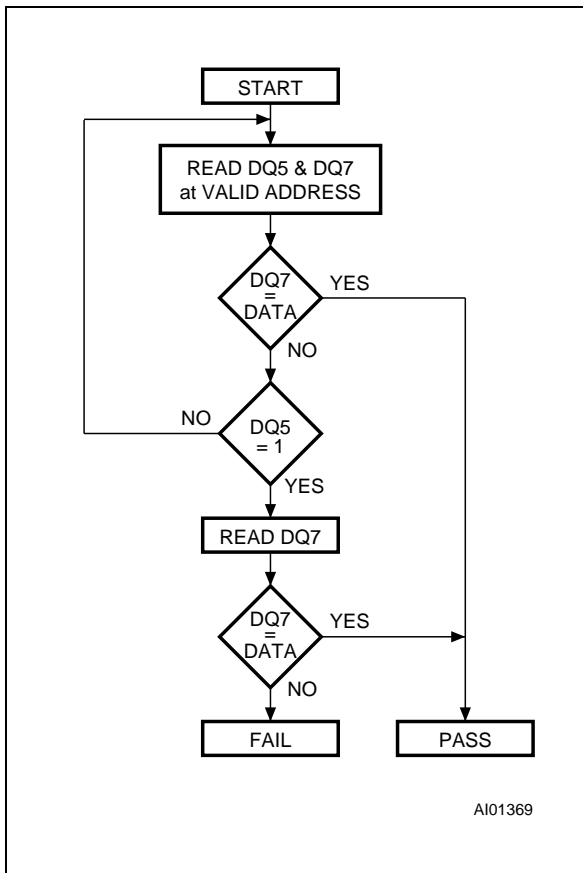 START
READ DQ5 & DQ7
at VALID ADDRESS
DQ7
=
DATA
YES
NO
DQ5
= 1
NO
YES
READ DQ7
DQ7
=
DATA
YES
NO
FAIL
PASS
AI01369